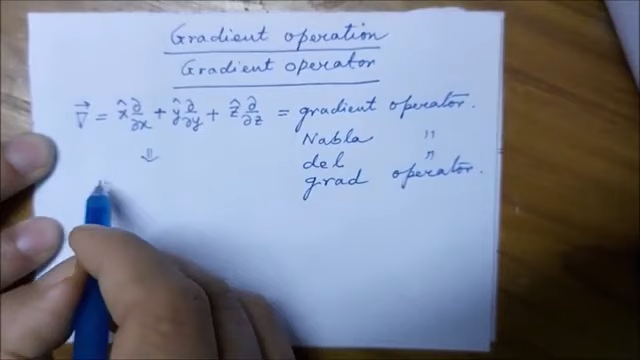 Gradient operation
Gradient operator
∇⃗ = x̂ ∂/∂x + ŷ ∂/∂y + ẑ ∂/∂z = gradient operator.
Nabla "
del "
grad operator.
⇓